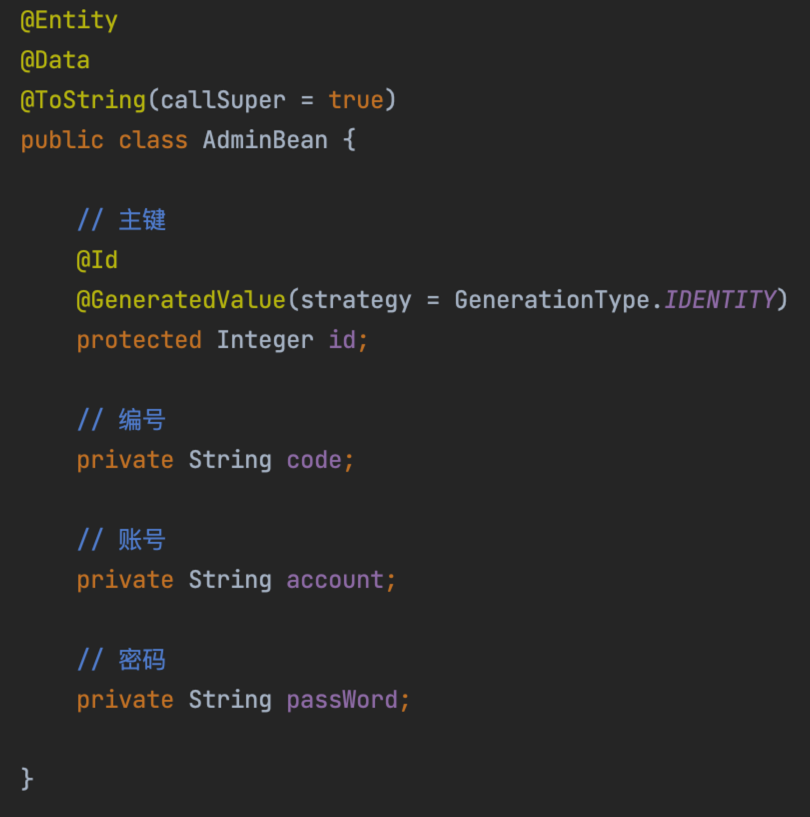 @Entity
@Data
@ToString(callSuper = true)
public class AdminBean {
// 主键
@Id
@GeneratedValue(strategy = GenerationType.IDENTITY)
protected Integer id;
// 编号
private String code;
// 账号
private String account;
// 密码
private String passWord;
}